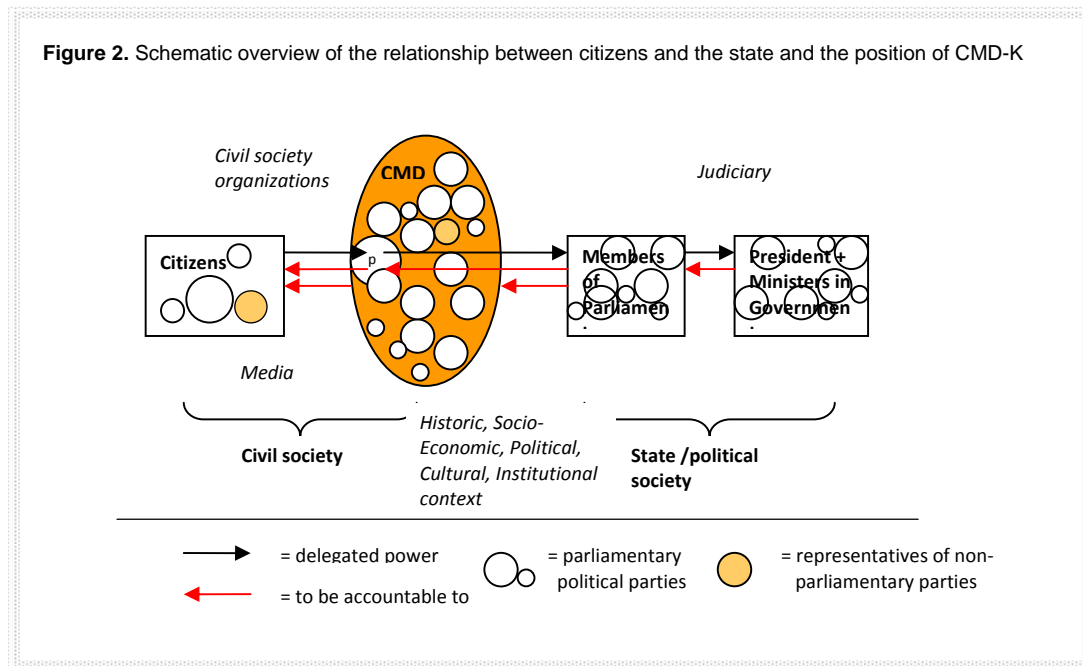 Figure 2. Schematic overview of the relationship between citizens and the state and the position of CMD-K
Civil society
organizations
CMD
Judiciary
Citizens
p
Members
of
Parliamen
.
President +
Ministers in
Governmen
.
Media
Historic, Socio-
Economic, Political,
Cultural, Institutional
context
Civil society
State /political
society
= delegated power
= to be accountable to
= parliamentary
political parties
= representatives of non-
parliamentary parties